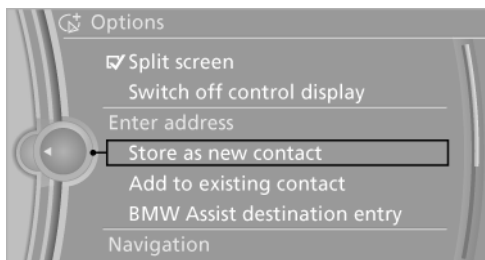 Options
Split screen
Switch off control display
Enter address
Store as new contact
Add to existing contact
BMW Assist destination entry
Navigation